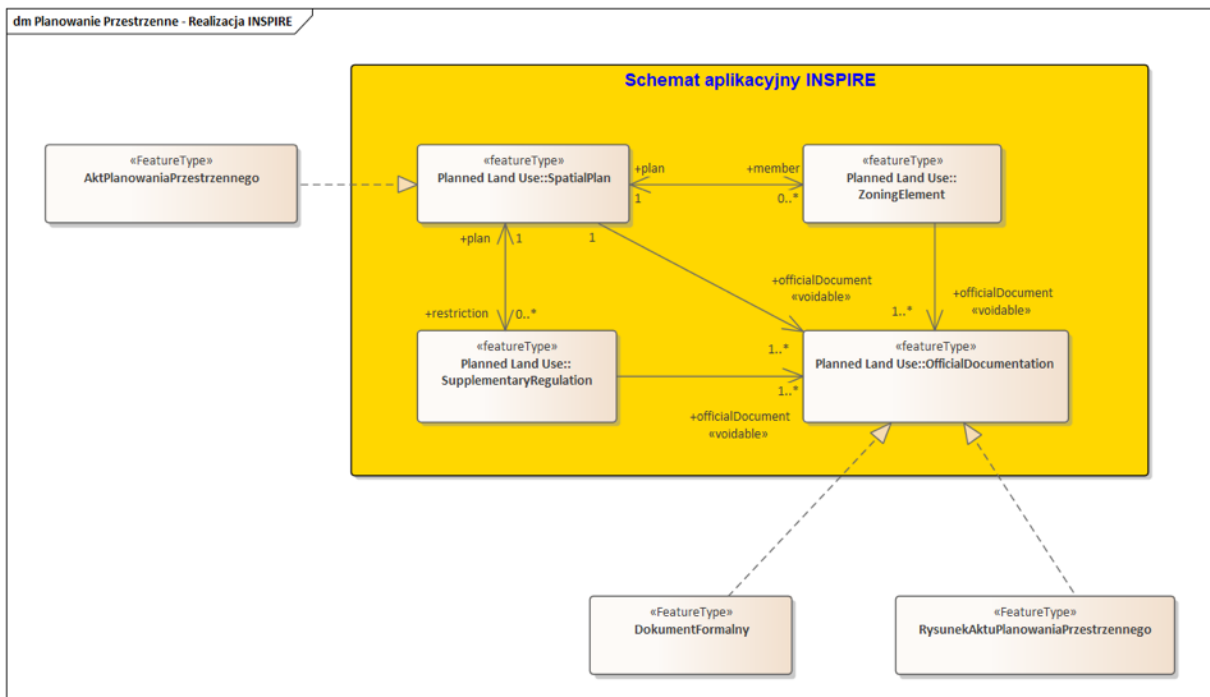 dm Planowanie Przestrzenne - Realizacja INSPIRE
Schemat aplikacyjny INSPIRE
«FeatureType»
AktPlanowaniaPrzestrzennego
«featureType»
Planned Land Use::SpatialPlan
+plan
1
+member
0..*
«featureType»
Planned Land Use::
ZoningElement
+plan
1
1
+officialDocument
«voidable»
1..*
+officialDocument
«voidable»
1..*
+restriction
0..*
«featureType»
Planned Land Use::
SupplementaryRegulation
1..*
+officialDocument
«voidable»
«featureType»
Planned Land Use::OfficialDocumentation
«FeatureType»
DokumentFormalny
«FeatureType»
RysunekAktuPlanowaniaPrzestrzennego